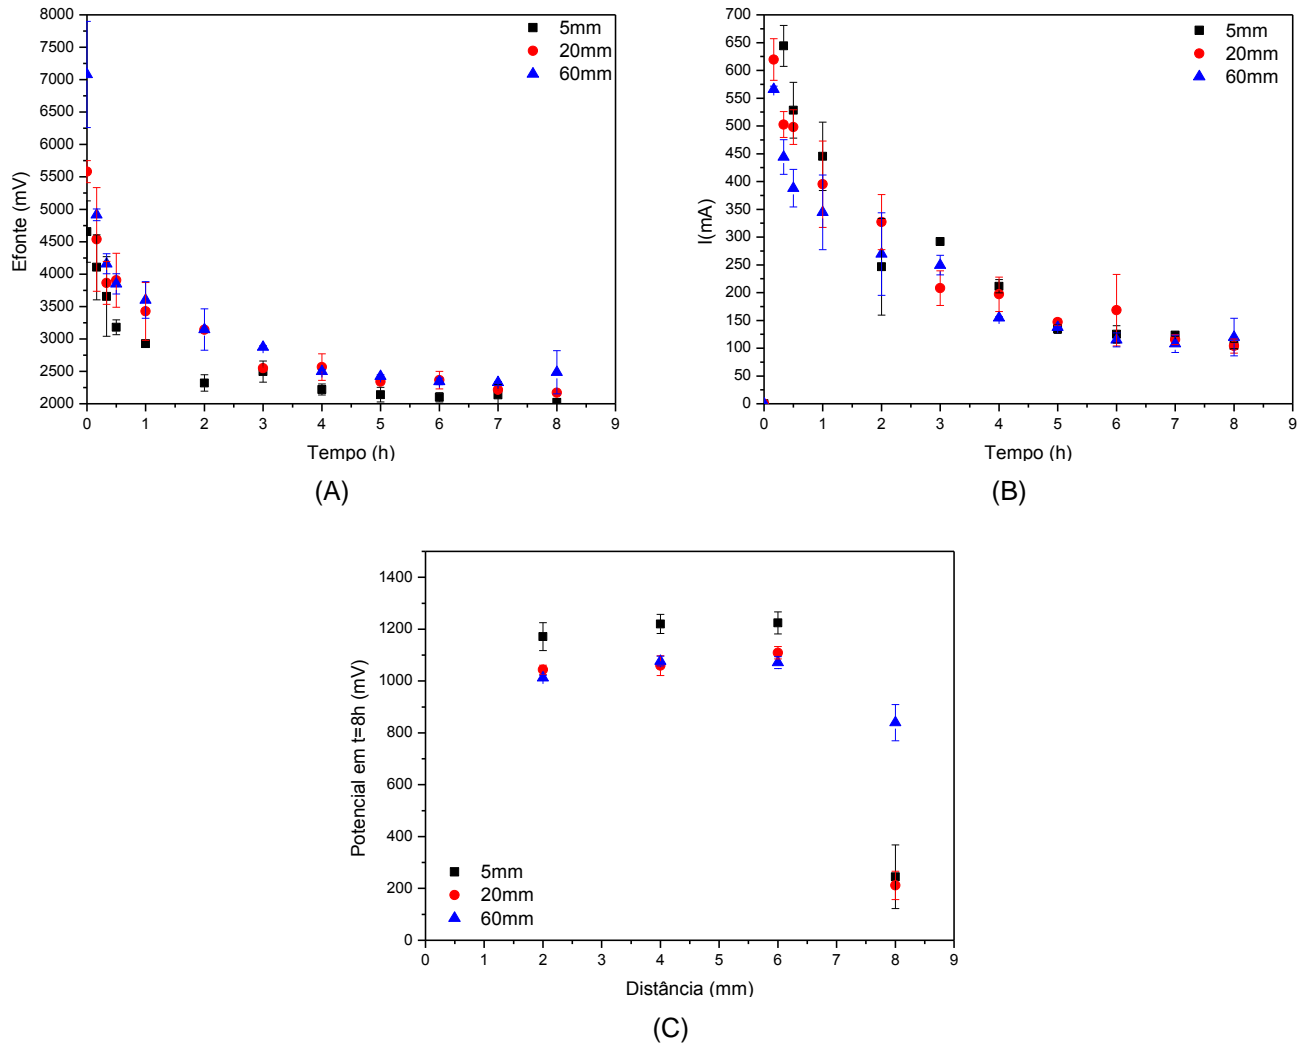 8000
7500
7000
6500
6000
5500
5000
4500
4000
3500
3000
2500
2000
Efonte (mV)
5mm
20mm
60mm
0 1 2 3 4 5 6 7 8 9
Tempo (h)
(A)
700
650
600
550
500
450
400
350
300
250
200
150
100
50
0
I(mA)
5mm
20mm
60mm
0 1 2 3 4 5 6 7 8 9
Tempo (h)
(B)
1400
1200
1000
800
600
400
200
0
Potencial em t=8h (mV)
5mm
20mm
60mm
0 1 2 3 4 5 6 7 8 9
Distância (mm)
(C)